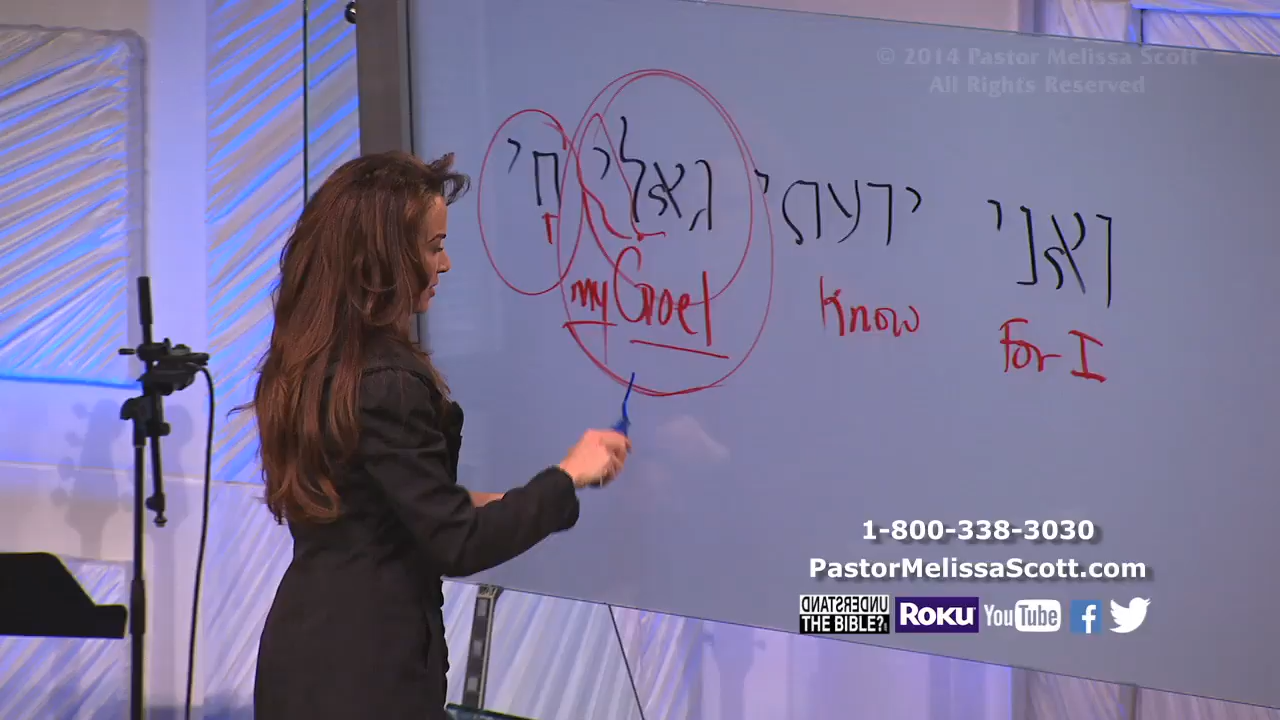 © 2014 Pastor Melissa Scott
All Rights Reserved
ואני ידעתי גאלי חי
For I Know my Goel
1-800-338-3030
PastorMelissaScott.com
UNDERSTAND
THE BIBLE?
ROKU YouTube f